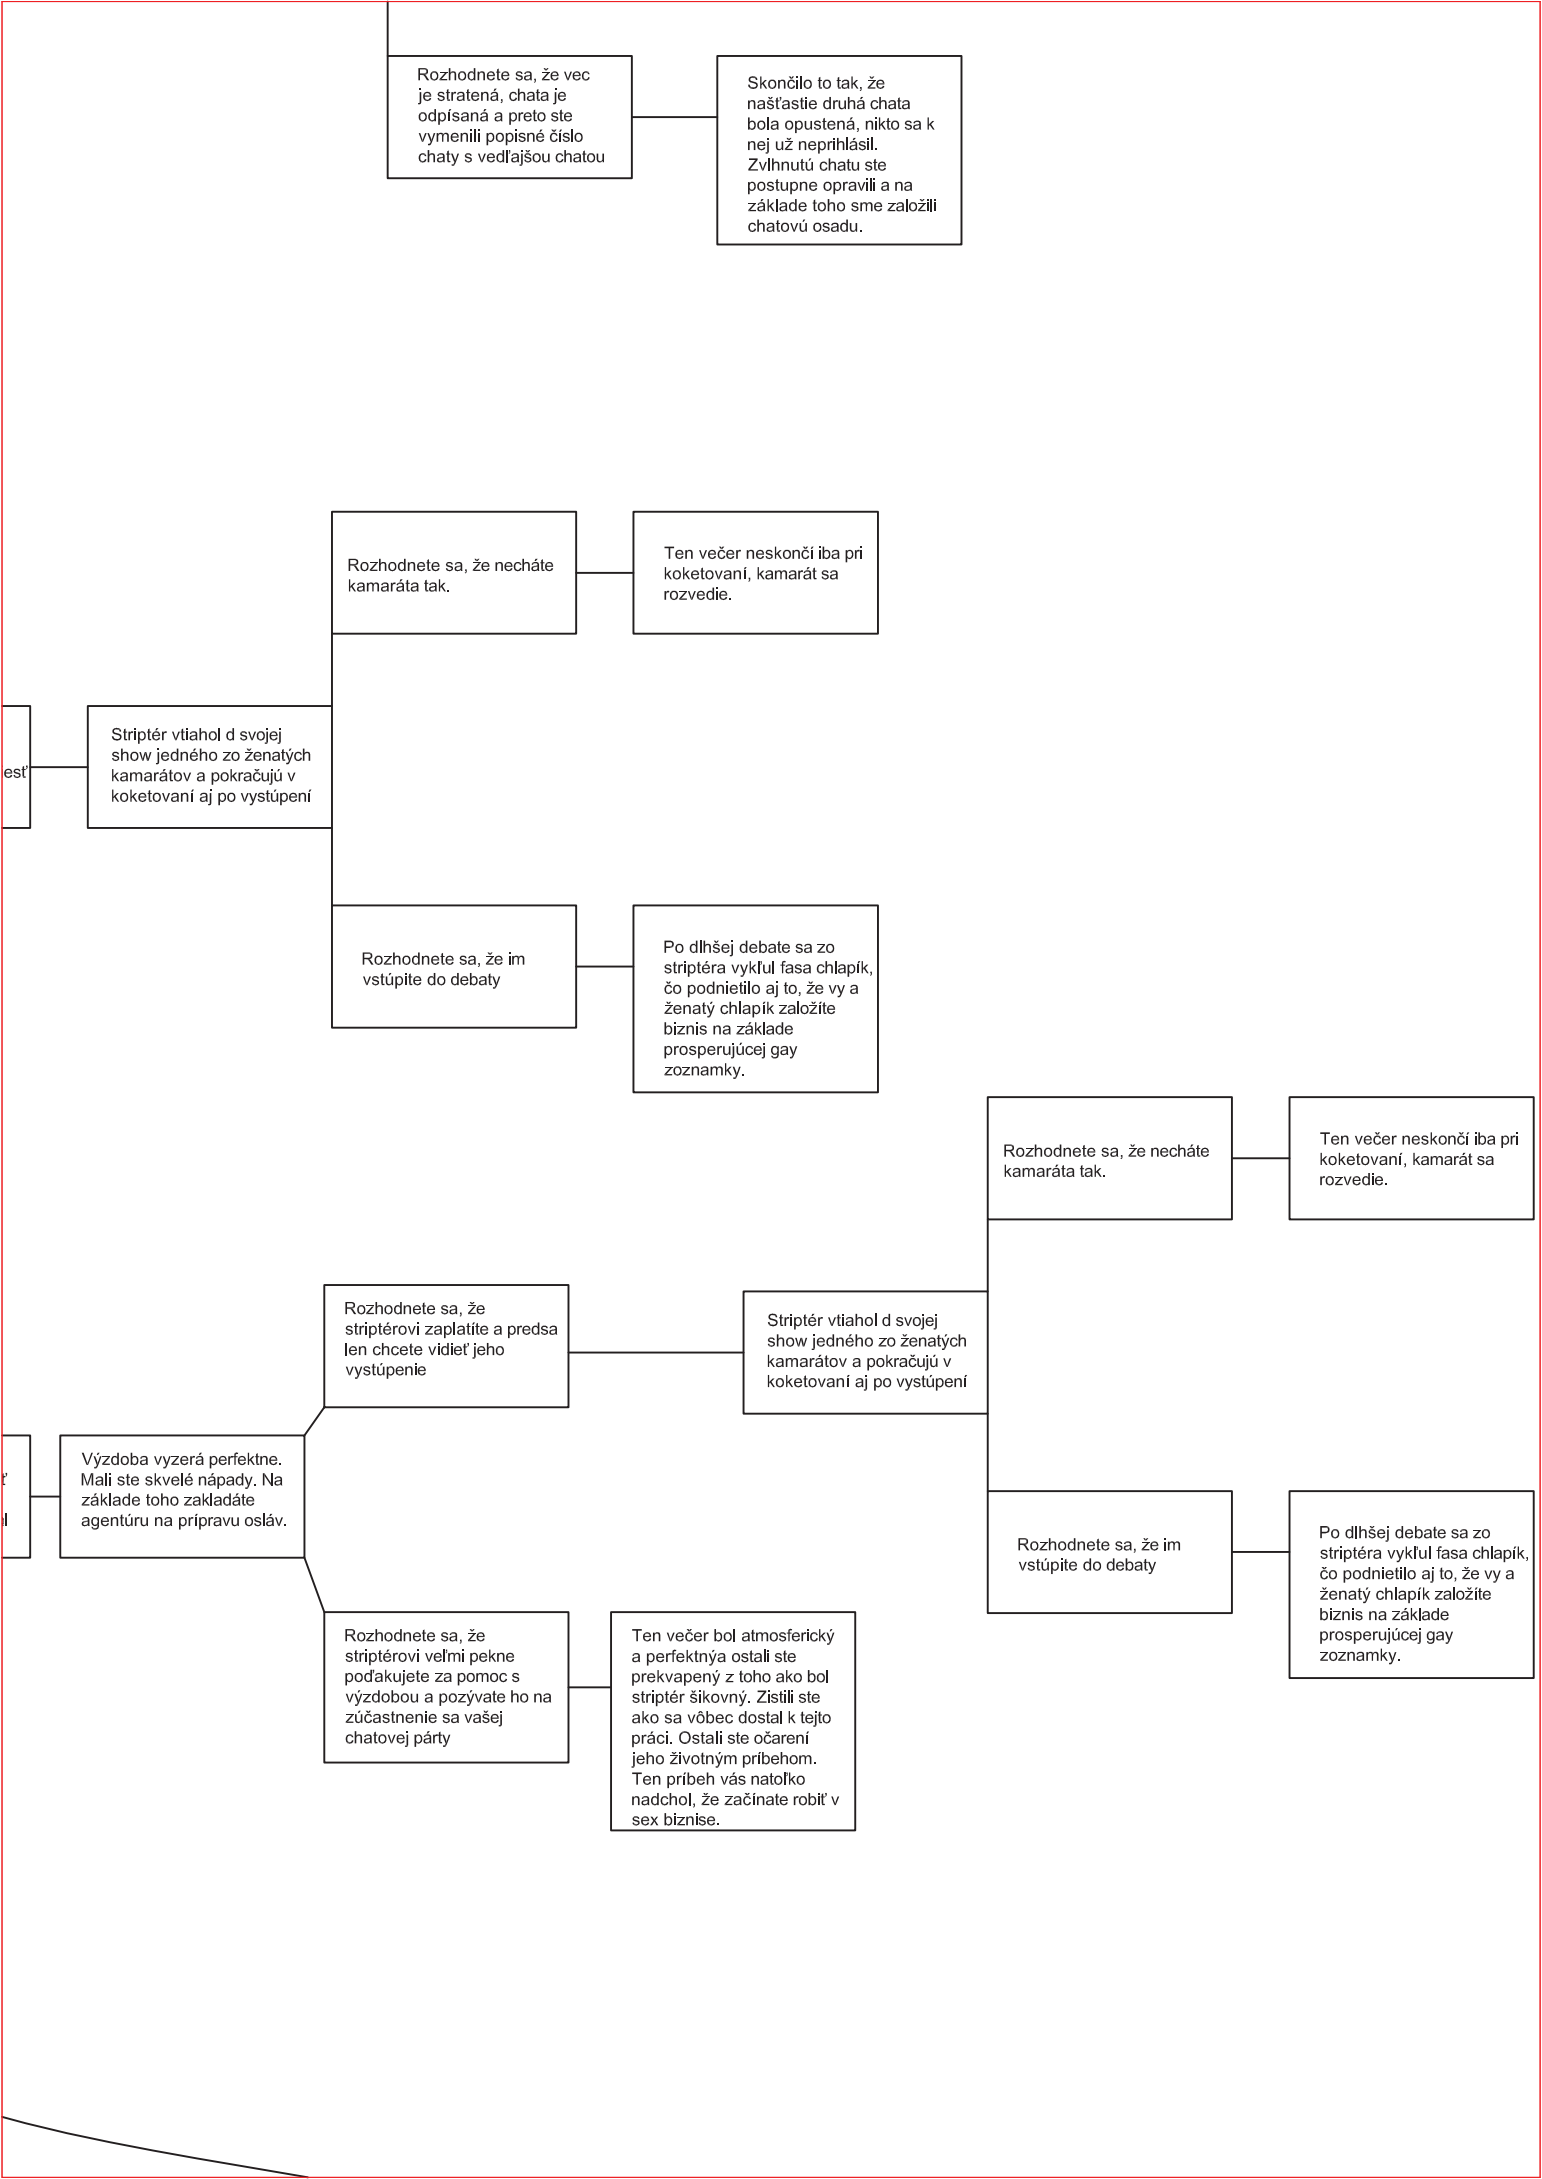 Rozhodnete sa, že vec
je stratená, chata je
odpísaná a preto ste
vymenili popisné číslo
chaty s vedľajšou chatou
Skončilo to tak, že
našťastie druhá chata
bola opustená, nikto sa k
nej už neprihlásil.
Zvlhnutú chatu ste
postupne opravili a na
základe toho sme založili
chatovú osadu.
Rozhodnete sa, že necháte
kamaráta tak.
Ten večer neskončí iba pri
koketovaní, kamarát sa
rozvedie.
esť
Striptér vtiahol d svojej
show jedného zo ženatých
kamarátov a pokračujú v
koketovaní aj po vystúpení
Rozhodnete sa, že im
vstúpite do debaty
Po dlhšej debate sa zo
striptéra vykľul fasa chlapík,
čo podnietilo aj to, že vy a
ženatý chlapík založíte
biznis na základe
prosperujúcej gay
zoznamky.
Rozhodnete sa, že necháte
kamaráta tak.
Ten večer neskončí iba pri
koketovaní, kamarát sa
rozvedie.
Rozhodnete sa, že
striptérovi zaplatíte a predsa
len chcete vidieť jeho
vystúpenie
Striptér vtiahol d svojej
show jedného zo ženatých
kamarátov a pokračujú v
koketovaní aj po vystúpení
Výzdoba vyzerá perfektne.
Mali ste skvelé nápady. Na
základe toho zakladáte
agentúru na prípravu osláv.
Rozhodnete sa, že im
vstúpite do debaty
Po dlhšej debate sa zo
striptéra vykľul fasa chlapík,
čo podnietilo aj to, že vy a
ženatý chlapík založíte
biznis na základe
prosperujúcej gay
zoznamky.
Rozhodnete sa, že
striptérovi veľmi pekne
poďakujete za pomoc s
výzdobou a pozývate ho na
zúčastnenie sa vašej
chatovej párty
Ten večer bol atmosferický
a perfektnýa ostali ste
prekvapený z toho ako bol
striptér šikovný. Zistili ste
ako sa vôbec dostal k tejto
práci. Ostali ste očarení
jeho životným príbehom.
Ten príbeh vás natoľko
nadchol, že začínate robiť v
sex biznise.